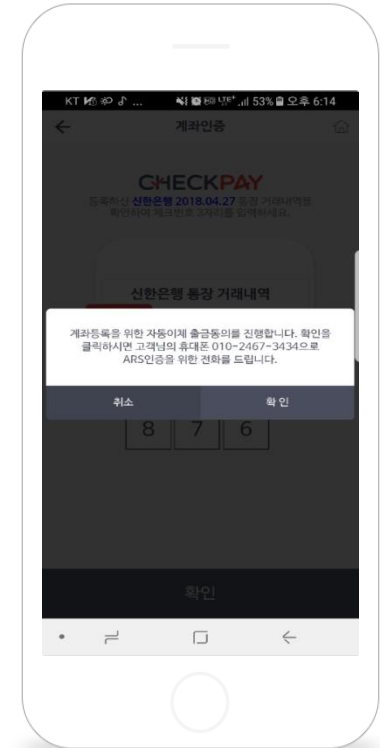 KT ... LTE+ 53% 오후 6:14
계좌인증
CHECKPAY
등록하신 신한은행 2018.04.27 통장 거래내역을
확인하여 체크번호 3자리를 입력하세요.
신한은행 통장 거래내역
계좌등록을 위한 자동이체 출금동의를 진행합니다. 확인을
클릭하시면 고객님의 휴대폰 010-2467-3434으로
ARS인증을 위한 전화를 드립니다.
취소 확 인
8 7 6
확인